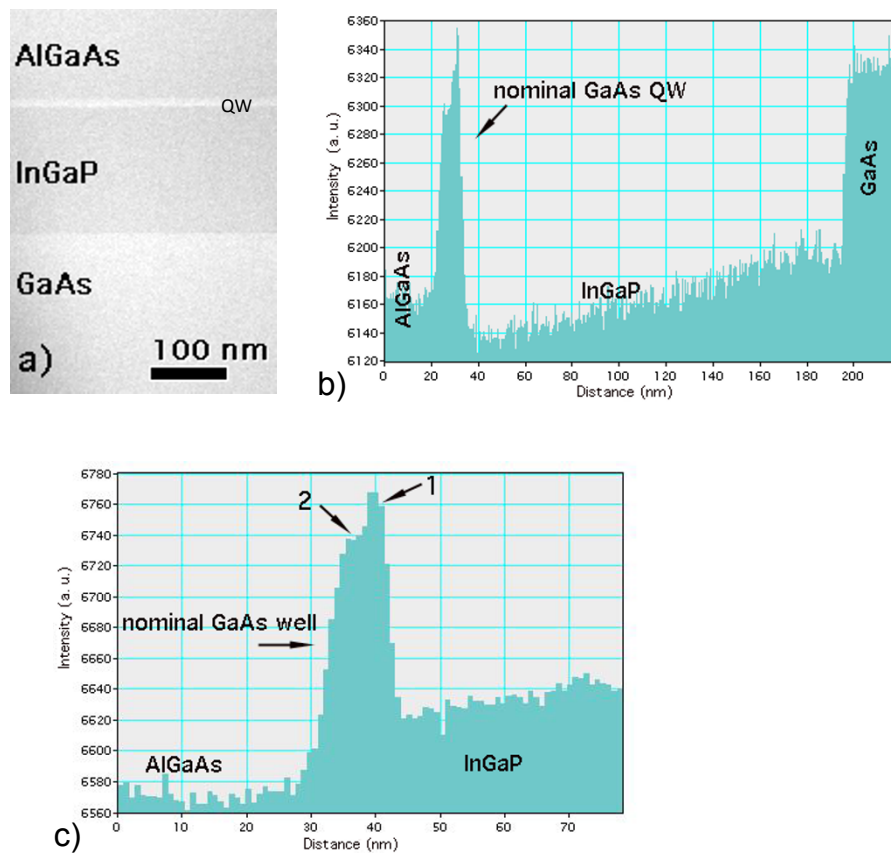 AlGaAs
QW
InGaP
GaAs
a)
100 nm
b)
Intensity (a. u.)
6360
6340
6320
6300
6280
6260
6240
6220
6200
6180
6160
6140
6120
nominal GaAs QW
AlGaAs
InGaP
GaAs
0 20 40 60 80 100 120 140 160 180 200
Distance (nm)
c)
Intensity (a. u.)
6780
6760
6740
6720
6700
6680
6660
6640
6620
6600
6580
6560
2
1
nominal GaAs well
AlGaAs
InGaP
0 10 20 30 40 50 60 70
Distance (nm)